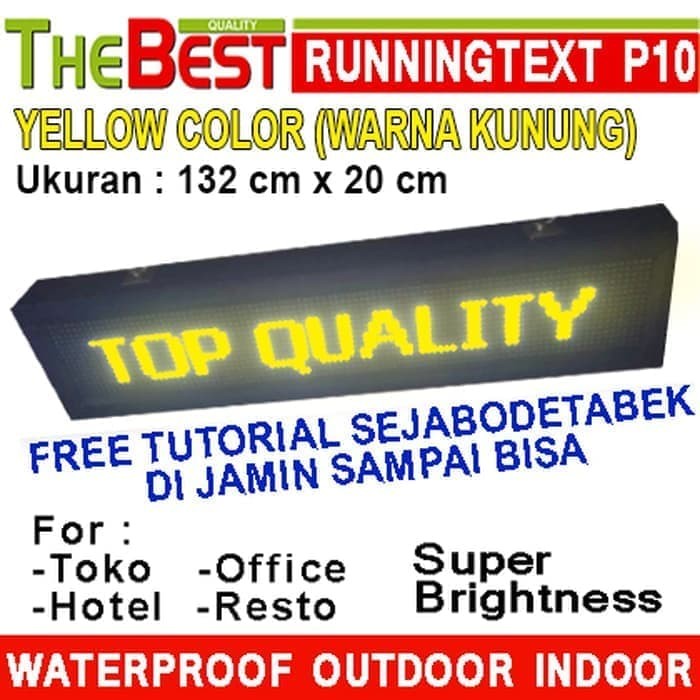 QUALITY
THEBEST RUNNINGTEXT P10
YELLOW COLOR (WARNA KUNUNG)
Ukuran : 132 cm x 20 cm
TOP QUALITY
FREE TUTORIAL SEJABODETABEK
DI JAMIN SAMPAI BISA
For :
-Toko -Office
-Hotel -Resto
Super
Brightness
WATERPROOF OUTDOOR INDOOR